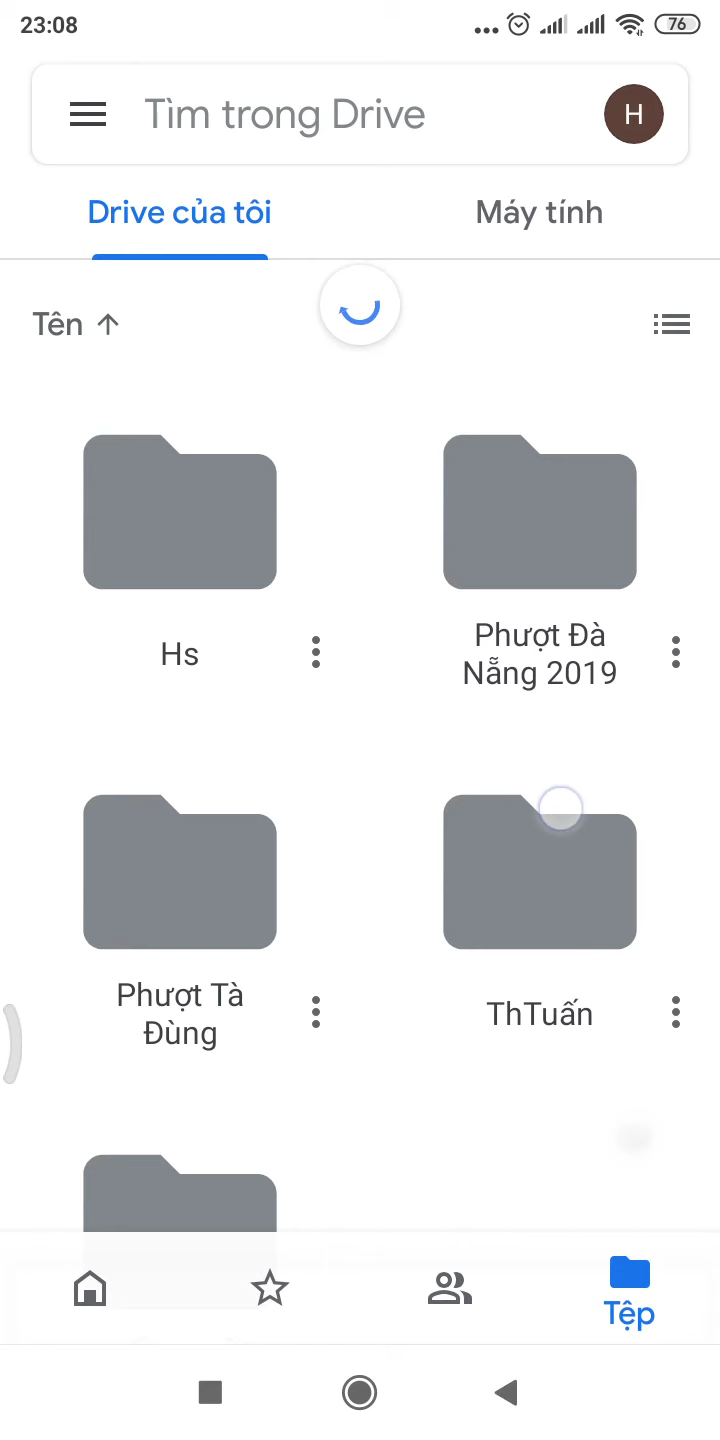 23:08
76
Tìm trong Drive
H
Drive của tôi
Máy tính
Tên
Hs
Phượt Đà
Nẵng 2019
Phượt Tà
Đùng
ThTuấn
Tệp